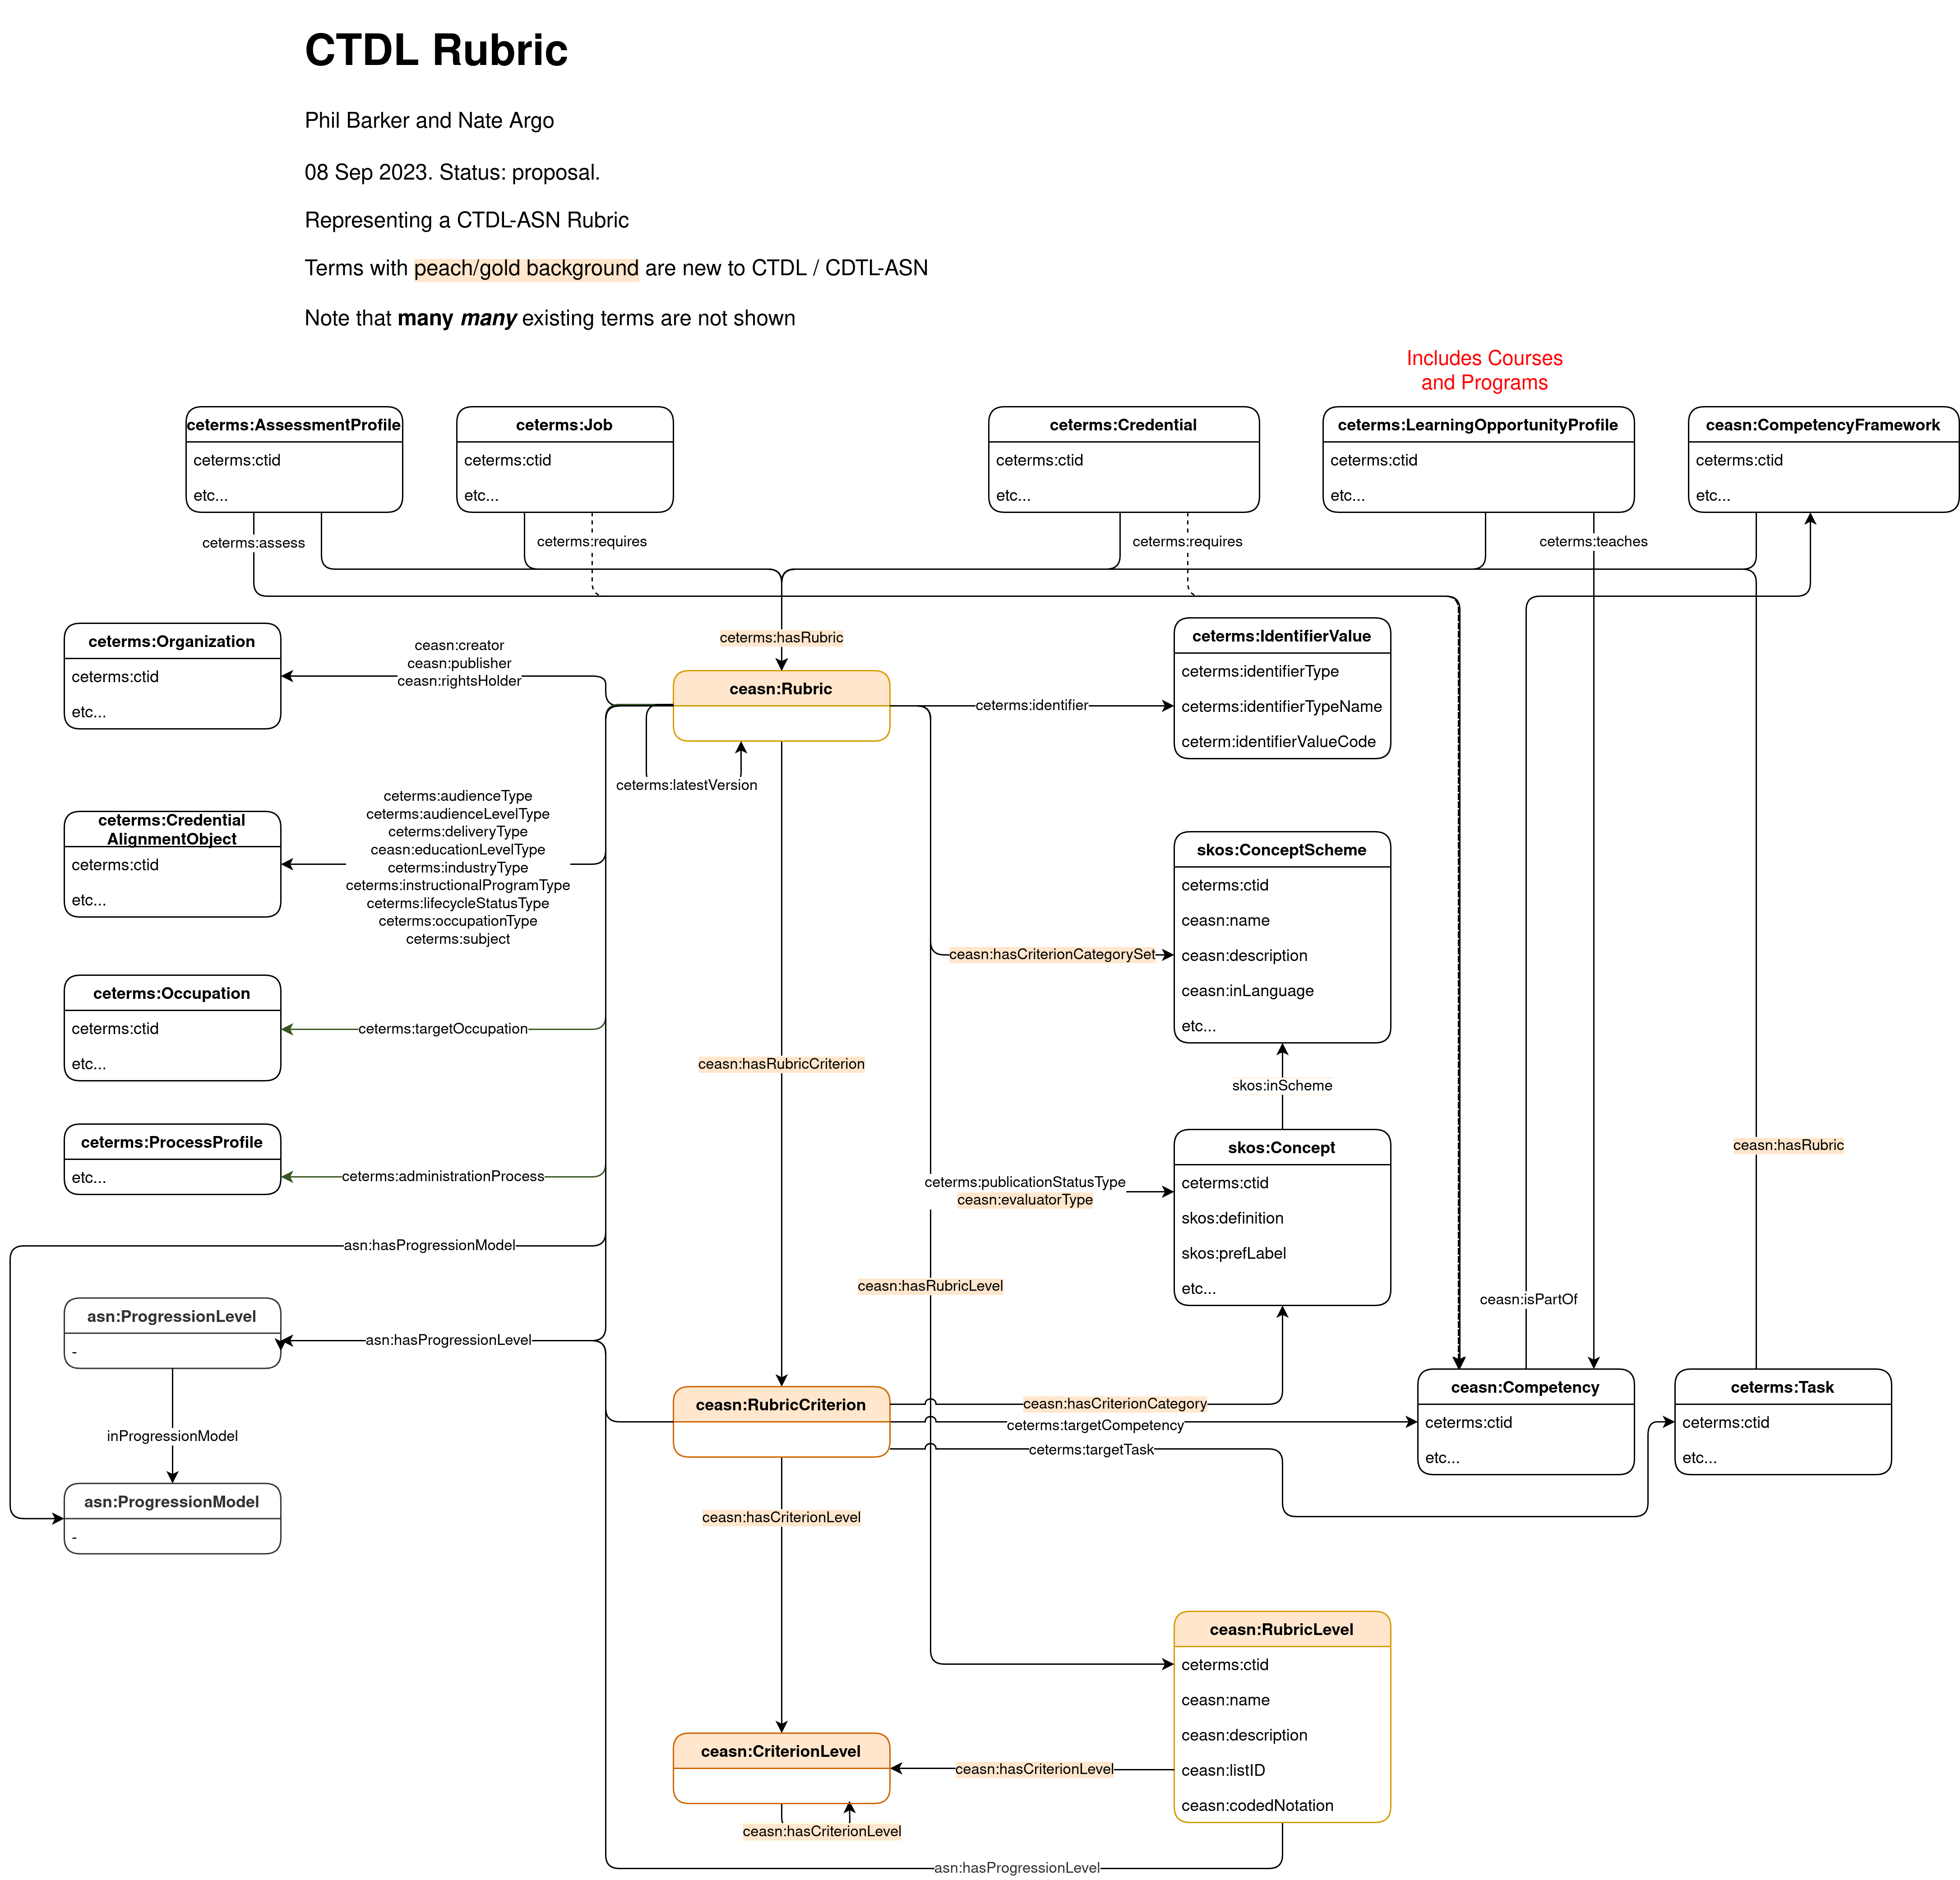 CTDL Rubric
Phil Barker and Nate Argo
08 Sep 2023. Status: proposal.
Representing a CTDL-ASN Rubric
Terms with peach/gold background are new to CTDL / CDTL-ASN
Note that many many existing terms are not shown
Includes Courses
and Programs
ceterms:AssessmentProfile
ceterms:ctid
etc...
ceterms:Job
ceterms:ctid
etc...
ceterms:Credential
ceterms:ctid
etc...
ceterms:LearningOpportunityProfile
ceterms:ctid
etc...
ceasn:CompetencyFramework
ceterms:ctid
etc...
ceterms:assess
ceterms:requires
ceterms:requires
ceterms:teaches
ceterms:hasRubric
ceterms:Organization
ceterms:ctid
etc...
ceasn:creator
ceasn:publisher
ceasn:rightsHolder
ceasn:Rubric
ceterms:identifier
ceterms:IdentifierValue
ceterms:identifierType
ceterms:identifierTypeName
ceterm:identifierValueCode
ceterms:latestVersion
ceterms:Credential
AlignmentObject
ceterms:ctid
etc...
ceterms:audienceType
ceterms:audienceLevelType
ceterms:deliveryType
ceasn:educationLevelType
ceterms:industryType
ceterms:instructionalProgramType
ceterms:lifecycleStatusType
ceterms:occupationType
ceterms:subject
skos:ConceptScheme
ceterms:ctid
ceasn:name
ceasn:description
ceasn:inLanguage
etc...
ceasn:hasCriterionCategorySet
ceterms:Occupation
ceterms:ctid
etc...
ceterms:targetOccupation
ceasn:hasRubricCriterion
skos:inScheme
ceterms:ProcessProfile
etc...
ceterms:administrationProcess
skos:Concept
ceterms:ctid
skos:definition
skos:prefLabel
etc...
ceterms:publicationStatusType
ceasn:evaluatorType
ceasn:hasRubric
asn:hasProgressionModel
ceasn:hasRubricLevel
ceasn:isPartOf
asn:ProgressionLevel
-
asn:hasProgressionLevel
ceasn:RubricCriterion
ceasn:hasCriterionCategory
ceterms:targetCompetency
ceterms:targetTask
ceasn:Competency
ceterms:ctid
etc...
ceterms:Task
ceterms:ctid
etc...
inProgressionModel
asn:ProgressionModel
-
ceasn:hasCriterionLevel
ceasn:RubricLevel
ceterms:ctid
ceasn:name
ceasn:description
ceasn:listID
ceasn:codedNotation
ceasn:CriterionLevel
ceasn:hasCriterionLevel
ceasn:hasCriterionLevel
asn:hasProgressionLevel